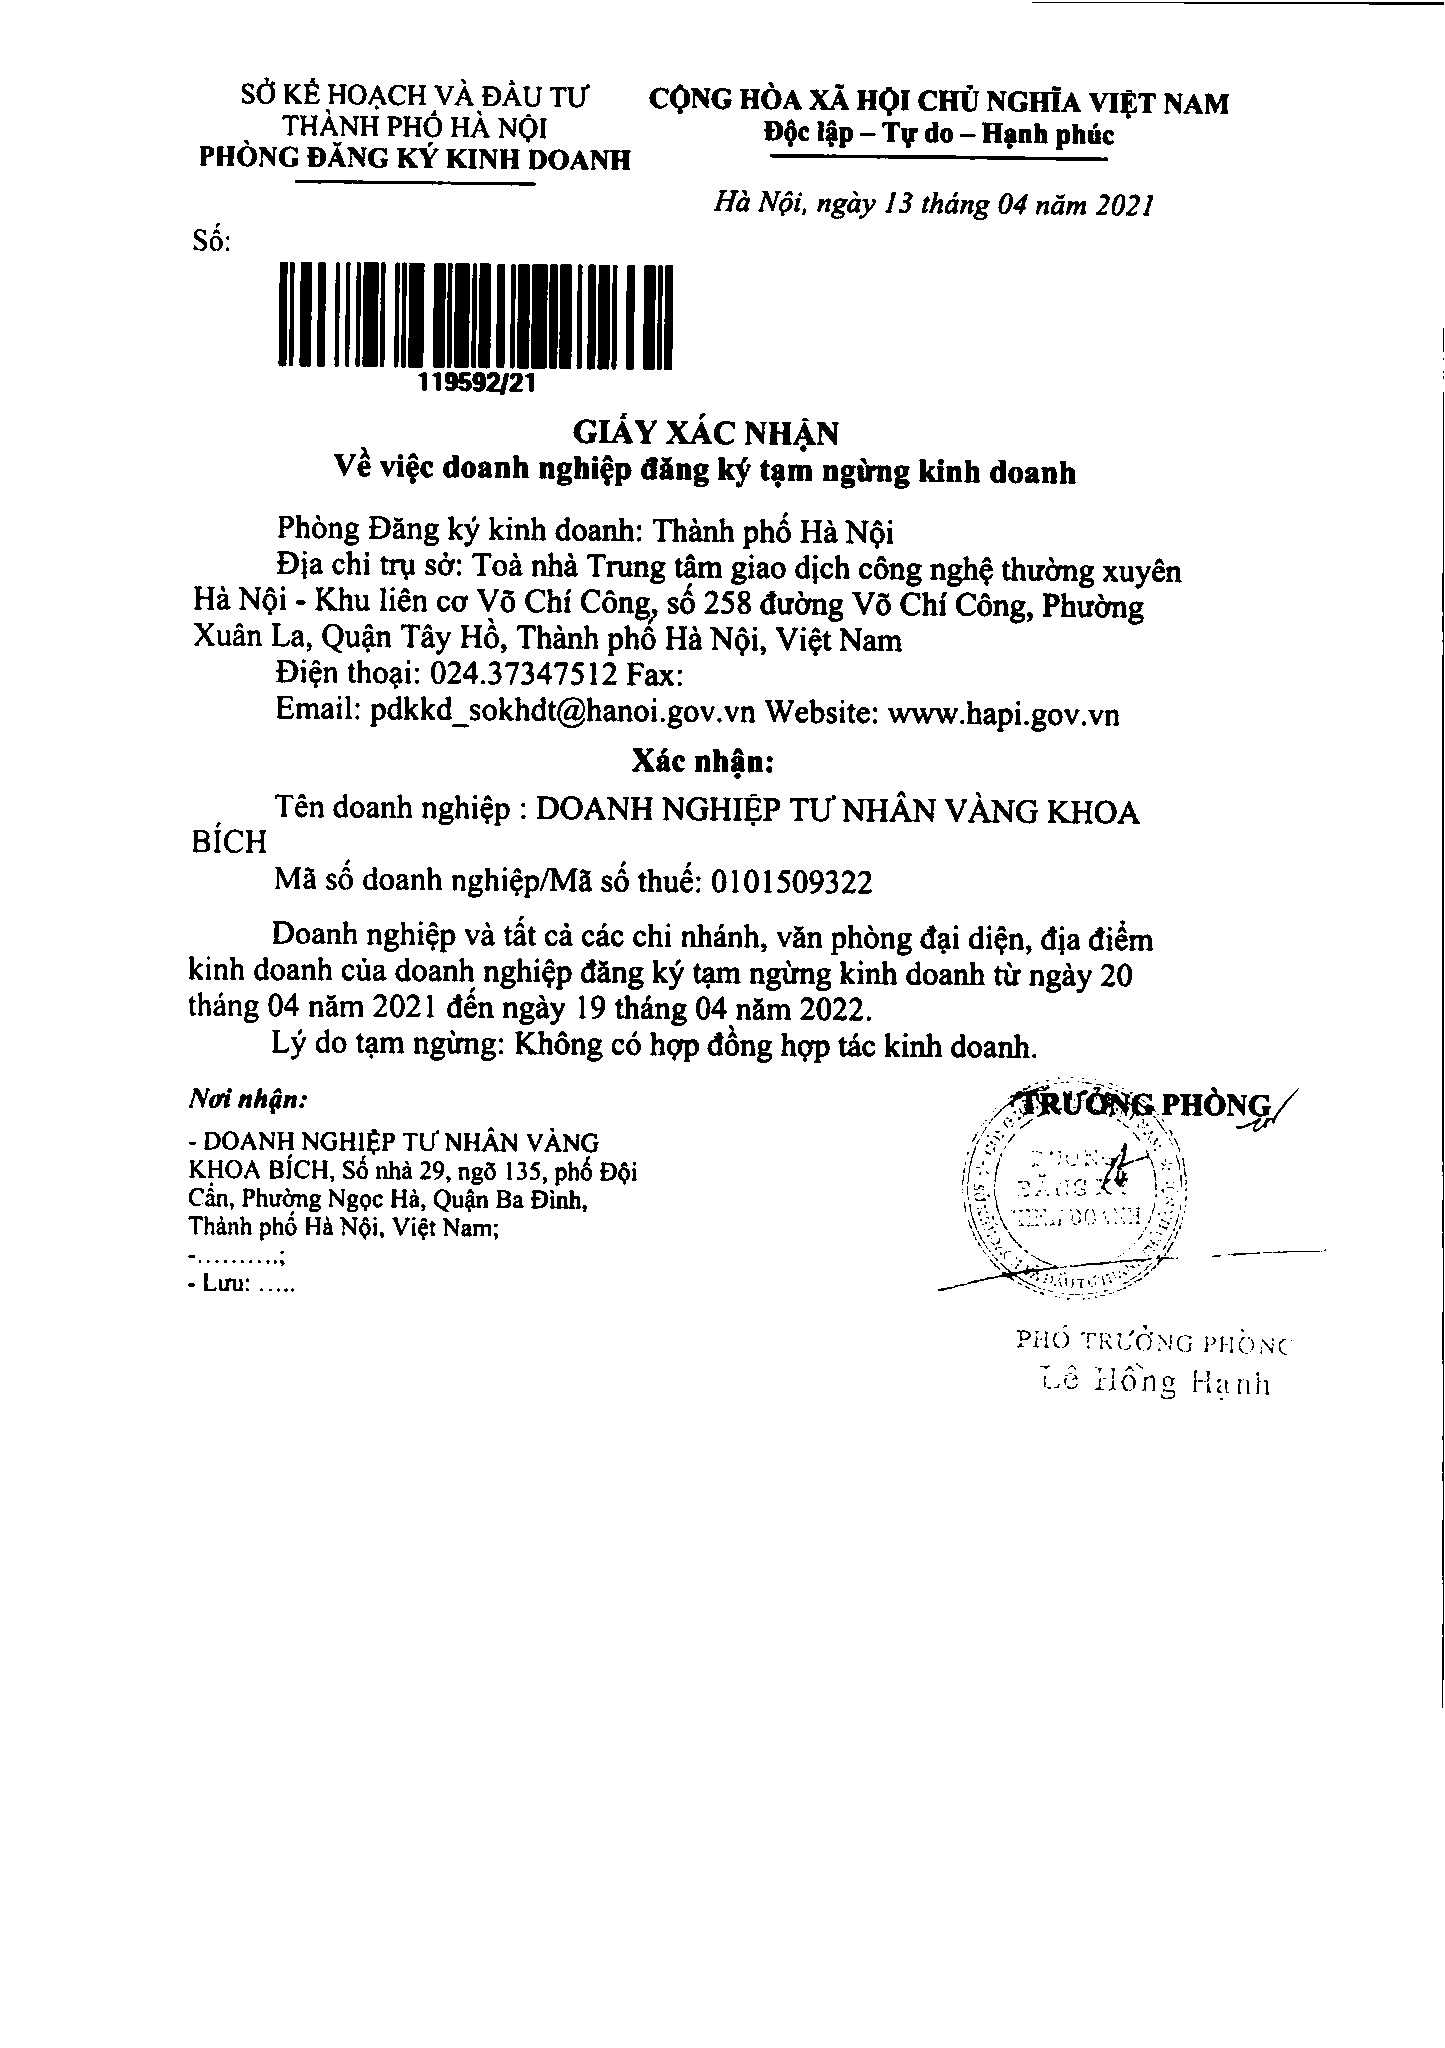 SỞ KẾ HOẠCH VÀ ĐẦU TƯ
THÀNH PHỐ HÀ NỘI
PHÒNG ĐĂNG KÝ KINH DOANH
CỘNG HÒA XÃ HỘI CHỦ NGHĨA VIỆT NAM
Độc lập – Tự do – Hạnh phúc
Hà Nội, ngày 13 tháng 04 năm 2021
Số:
119592/21
GIẤY XÁC NHẬN
Về việc doanh nghiệp đăng ký tạm ngừng kinh doanh
Phòng Đăng ký kinh doanh: Thành phố Hà Nội
Địa chỉ trụ sở: Toà nhà Trung tâm giao dịch công nghệ thường xuyên
Hà Nội - Khu liên cơ Võ Chí Công, số 258 đường Võ Chí Công, Phường
Xuân La, Quận Tây Hồ, Thành phố Hà Nội, Việt Nam
Điện thoại: 024.37347512 Fax:
Email: pdkkd_sokhdt@hanoi.gov.vn Website: www.hapi.gov.vn
Xác nhận:
Tên doanh nghiệp : DOANH NGHIỆP TƯ NHÂN VÀNG KHOA
BÍCH
Mã số doanh nghiệp/Mã số thuế: 0101509322
Doanh nghiệp và tất cả các chi nhánh, văn phòng đại diện, địa điểm
kinh doanh của doanh nghiệp đăng ký tạm ngừng kinh doanh từ ngày 20
tháng 04 năm 2021 đến ngày 19 tháng 04 năm 2022.
Lý do tạm ngừng: Không có hợp đồng hợp tác kinh doanh.
Nơi nhận:
- DOANH NGHIỆP TƯ NHÂN VÀNG
KHOA BÍCH, Số nhà 29, ngõ 135, phố Đội
Cấn, Phường Ngọc Hà, Quận Ba Đình,
Thành phố Hà Nội, Việt Nam;
-..........;
- Lưu: .....
TRƯỞNG PHÒNG
PHÒNG
ĐĂNG KÝ
KINH DOANH
PHÓ TRƯỞNG PHÒNG
Lê Hồng Hạnh